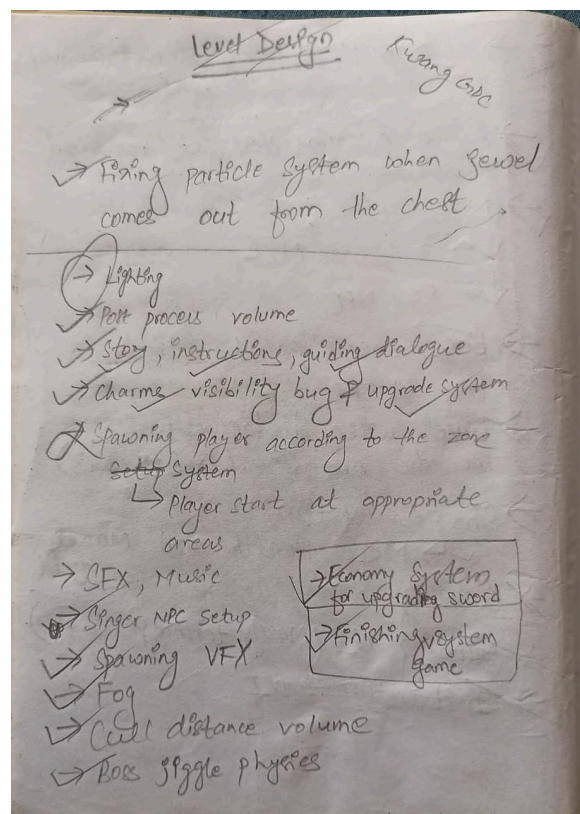 Level Design
Kwang GDC
→ Fixing particle system when jewel
comes out from the chest
→ Lighting
→ Post process volume
→ Story, instructions, guiding dialogue
→ Charms visibility bug & upgrade system
→ Spawning player according to the zone
Setup System
↳ Player start at appropriate
areas
→ SFX, Music
→ Singer NPC setup
→ Spawning VFX
→ Fog
→ Cull distance volume
→ Boss jiggle physics
→ Economy System
for upgrading sword
→ Finishing system
game